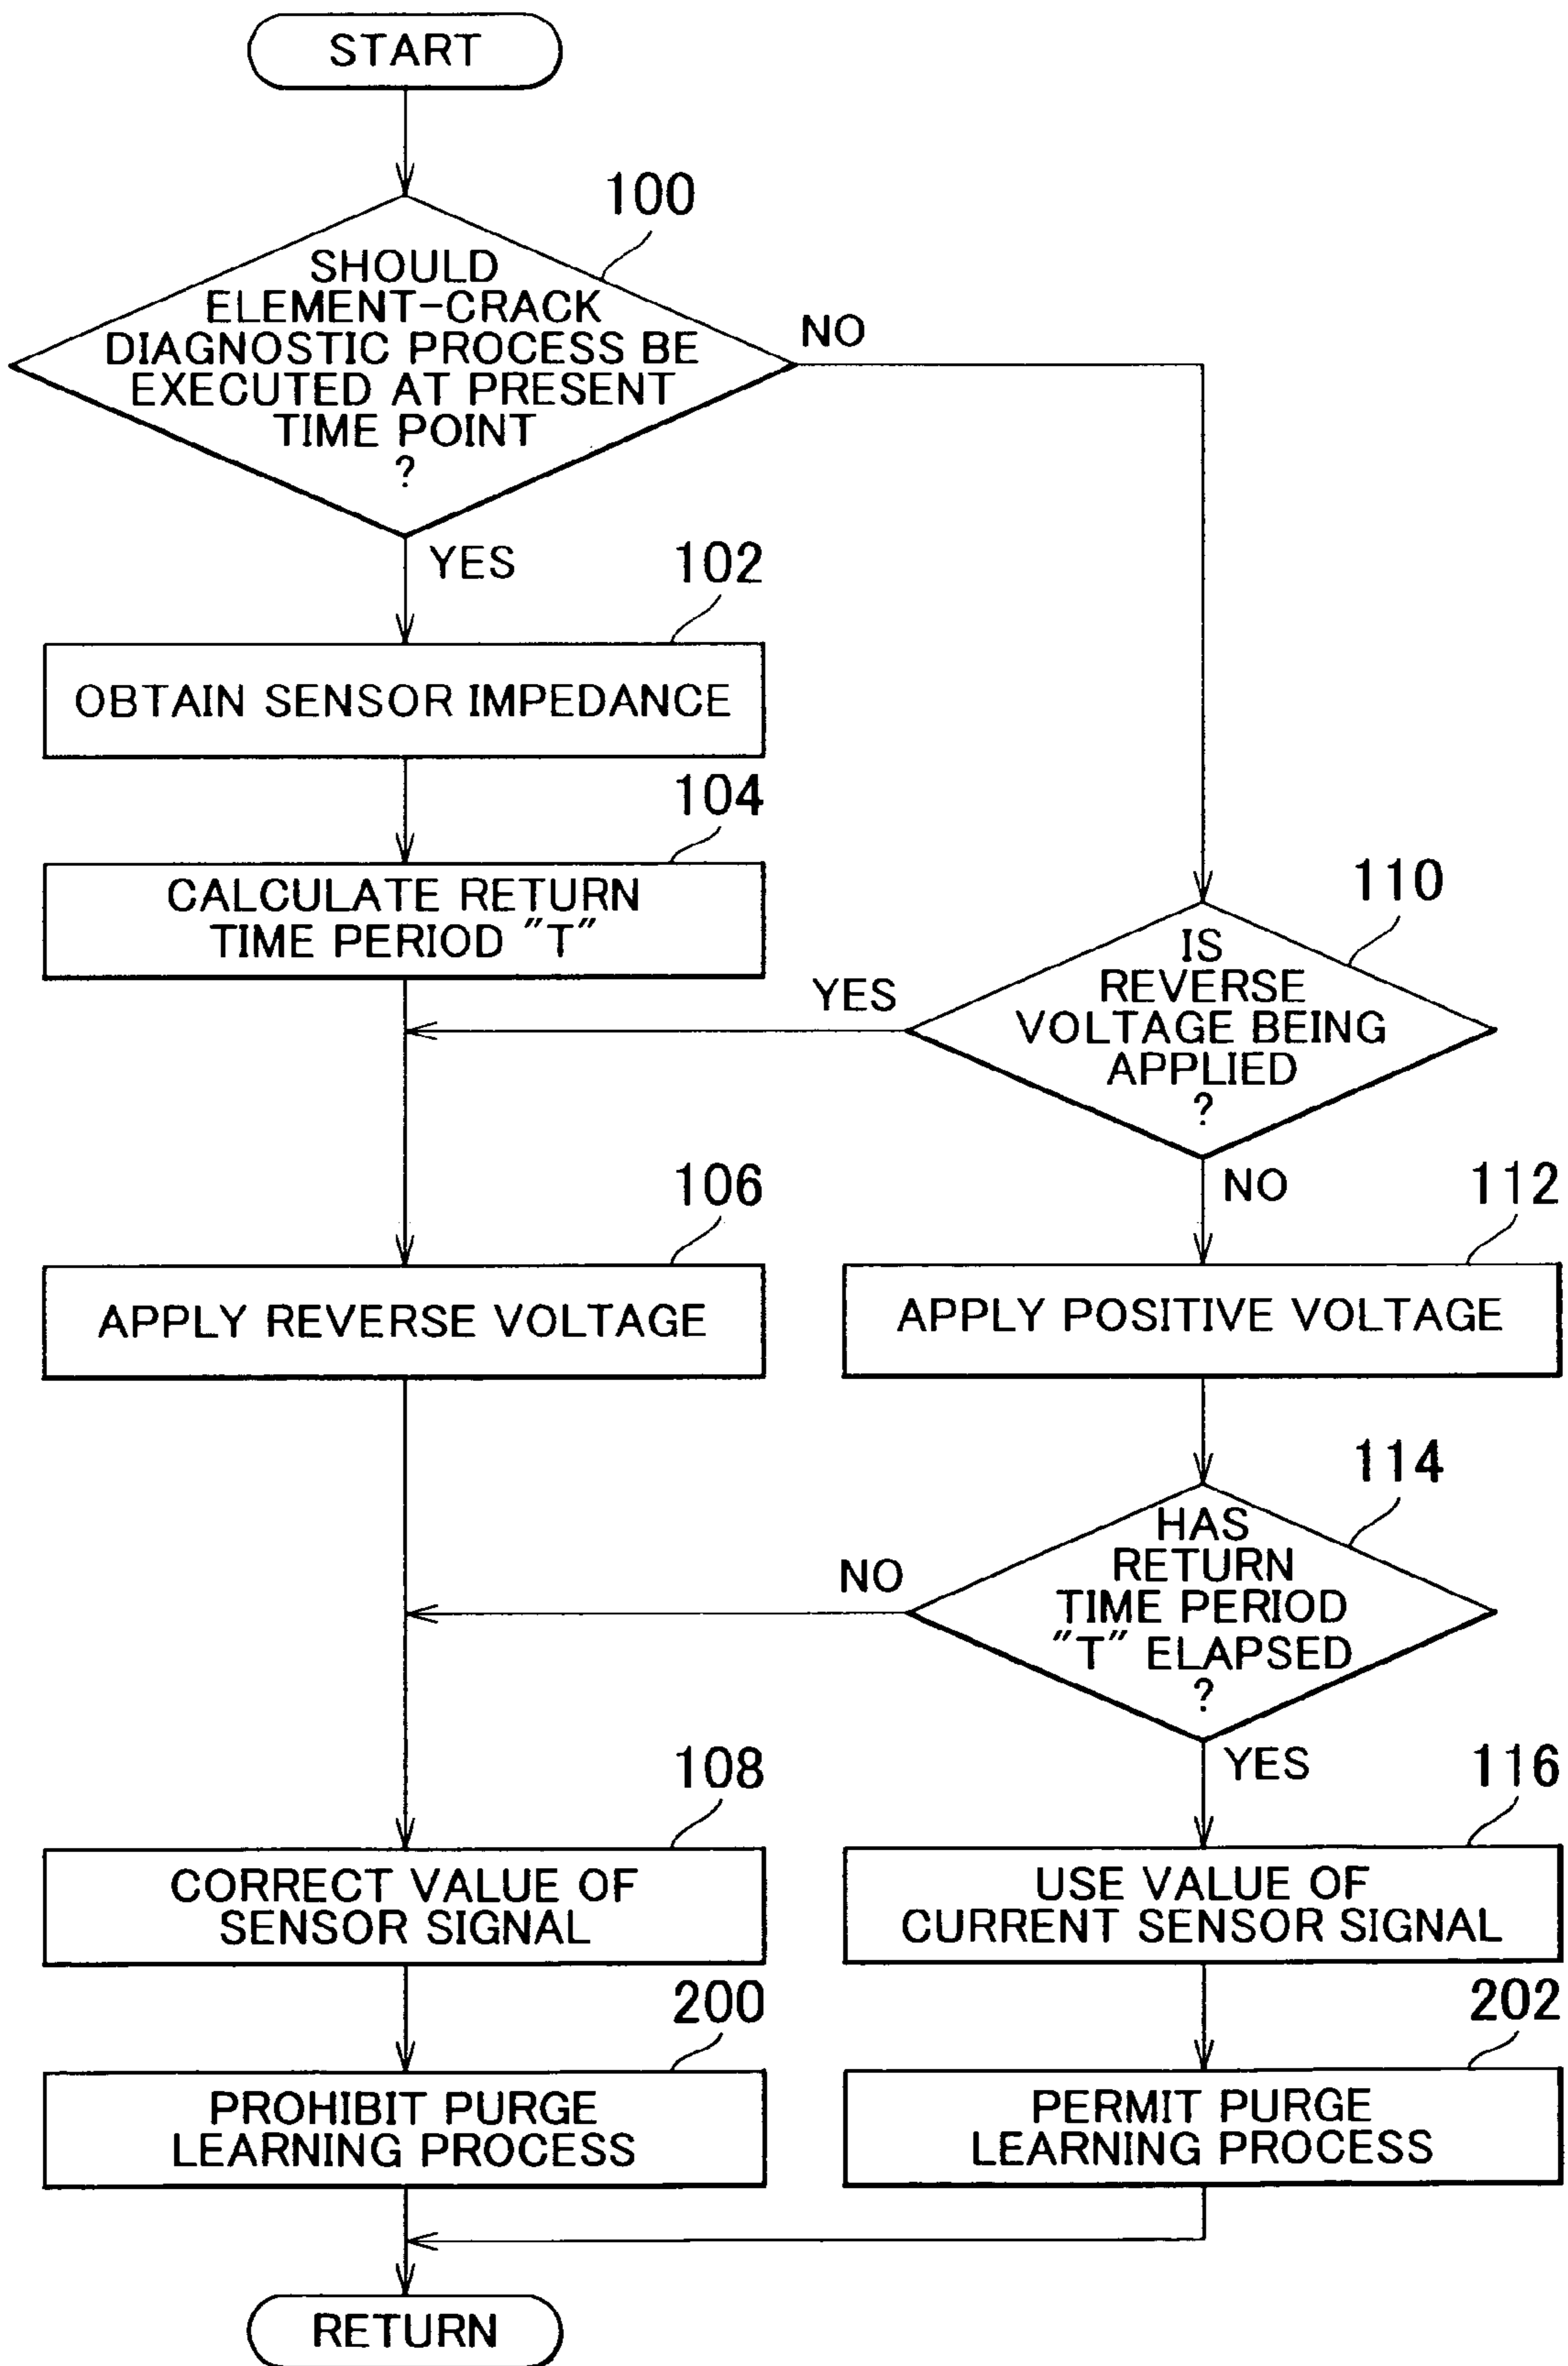 START
100
SHOULD
ELEMENT-CRACK
DIAGNOSTIC PROCESS BE
EXECUTED AT PRESENT
TIME POINT
?
NO
YES
102
OBTAIN SENSOR IMPEDANCE
104
CALCULATE RETURN
TIME PERIOD "T"
110
IS
REVERSE
VOLTAGE BEING
APPLIED
?
YES
NO
106
APPLY REVERSE VOLTAGE
112
APPLY POSITIVE VOLTAGE
114
HAS
RETURN
TIME PERIOD
"T" ELAPSED
?
NO
YES
108
CORRECT VALUE OF
SENSOR SIGNAL
116
USE VALUE OF
CURRENT SENSOR SIGNAL
200
PROHIBIT PURGE
LEARNING PROCESS
202
PERMIT PURGE
LEARNING PROCESS
RETURN